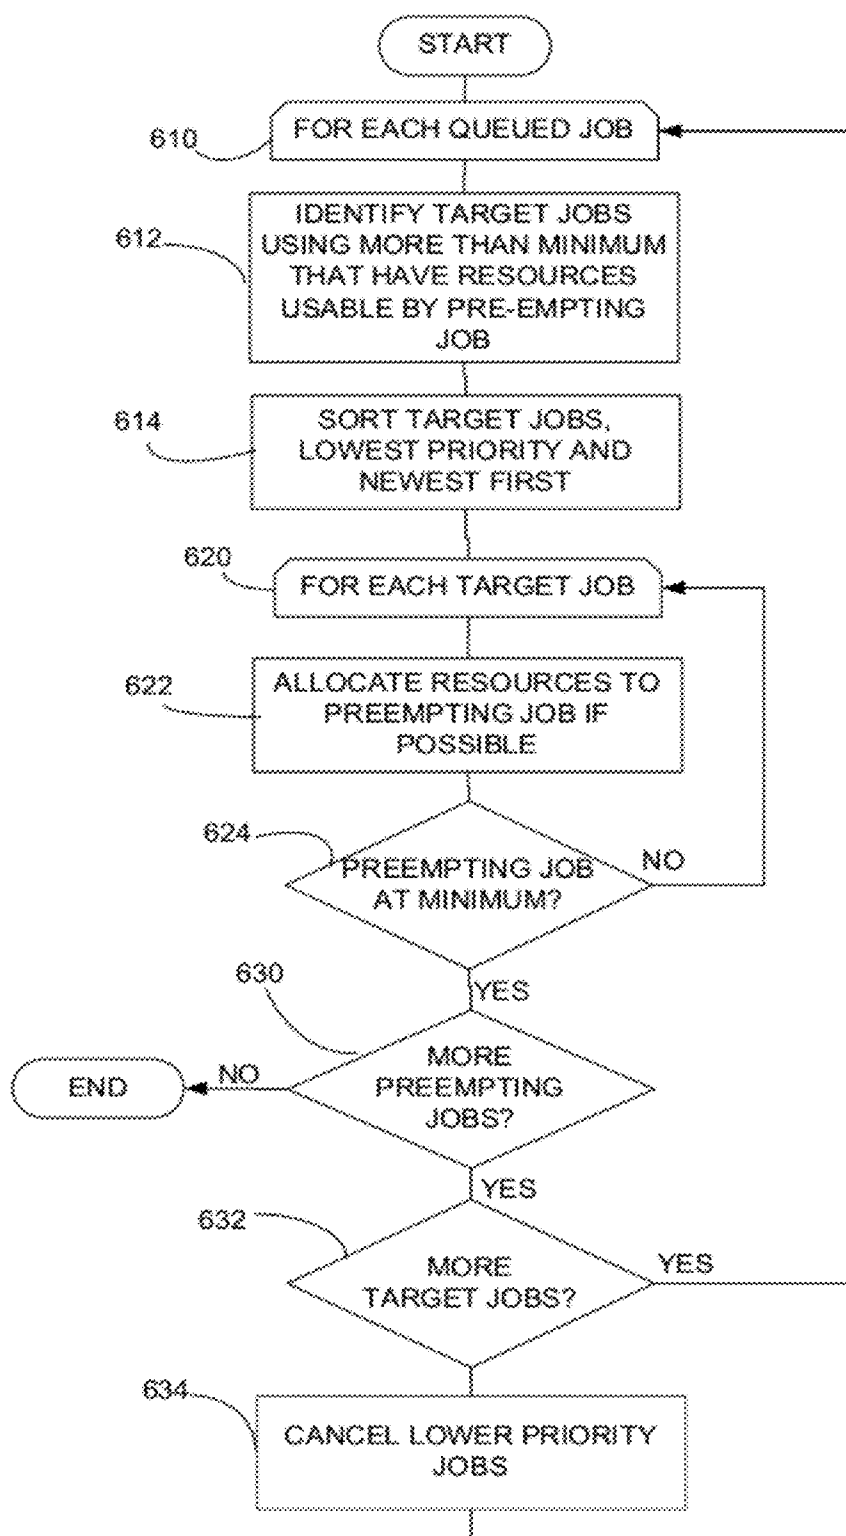 START
610
FOR EACH QUEUED JOB
612
IDENTIFY TARGET JOBS
USING MORE THAN MINIMUM
THAT HAVE RESOURCES
USABLE BY PRE-EMPTING
JOB
614
SORT TARGET JOBS,
LOWEST PRIORITY AND
NEWEST FIRST
620
FOR EACH TARGET JOB
622
ALLOCATE RESOURCES TO
PREEMPTING JOB IF
POSSIBLE
624
PREEMPTING JOB
AT MINIMUM?
NO
YES
630
MORE
PREEMPTING
JOBS?
NO
END
YES
632
MORE
TARGET JOBS?
YES
634
CANCEL LOWER PRIORITY
JOBS